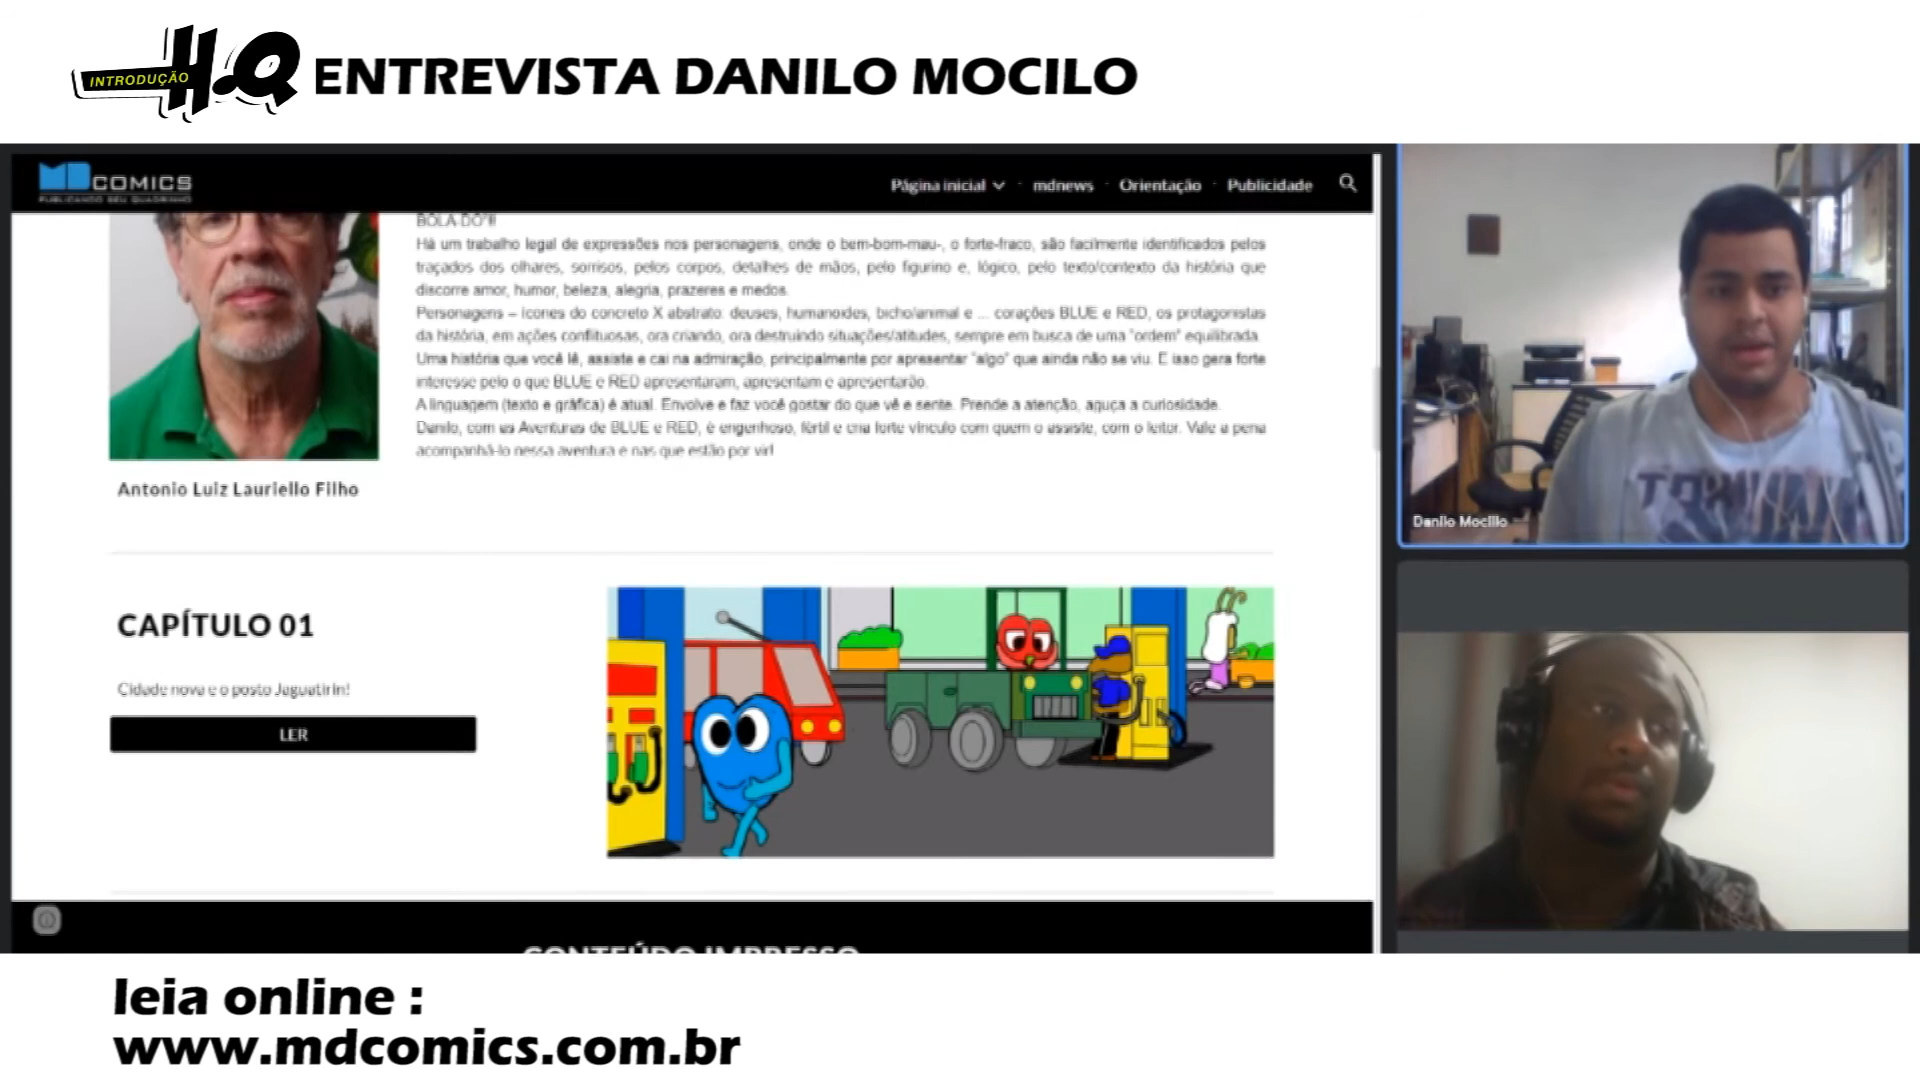 INTRODUÇÃO H.Q ENTREVISTA DANILO MOCILO
MD COMICS
PUBLICANDO SEU QUADRINHO
Página inicial · mdnews · Orientação · Publicidade
BOLA-DO"!!
Há um trabalho legal de expressões nos personagens, onde o bem-bom-mau-, o forte-fraco, são facilmente identificados pelos
traçados dos olhares, sorrisos, pelos corpos, detalhes de mãos, pelo figurino e, lógico, pelo texto/contexto da história que
discorre amor, humor, beleza, alegria, prazeres e medos.
Personagens – ícones do concreto X abstrato: deuses, humanoides, bicho/animal e ... corações BLUE e RED, os protagonistas
da história, em ações conflituosas, ora criando, ora destruindo situações/atitudes, sempre em busca de uma "ordem" equilibrada.
Uma história que você lê, assiste e cai na admiração, principalmente por apresentar "algo" que ainda não se viu. E isso gera forte
interesse pelo o que BLUE e RED apresentaram, apresentam e apresentarão.
A linguagem (texto e gráfica) é atual. Envolve e faz você gostar do que vê e sente. Prende a atenção, aguça a curiosidade.
Danilo, com as Aventuras de BLUE e RED, é engenhoso, fértil e cria forte vínculo com quem o assiste, com o leitor. Vale a pena
acompanhá-lo nessa aventura e nas que estão por vir!
Antonio Luiz Lauriello Filho
Danilo Mocillo
CAPÍTULO 01
Cidade nova e o posto Jaguatirin!
LER
CONTEÚDO IMPRESSO
leia online :
www.mdcomics.com.br